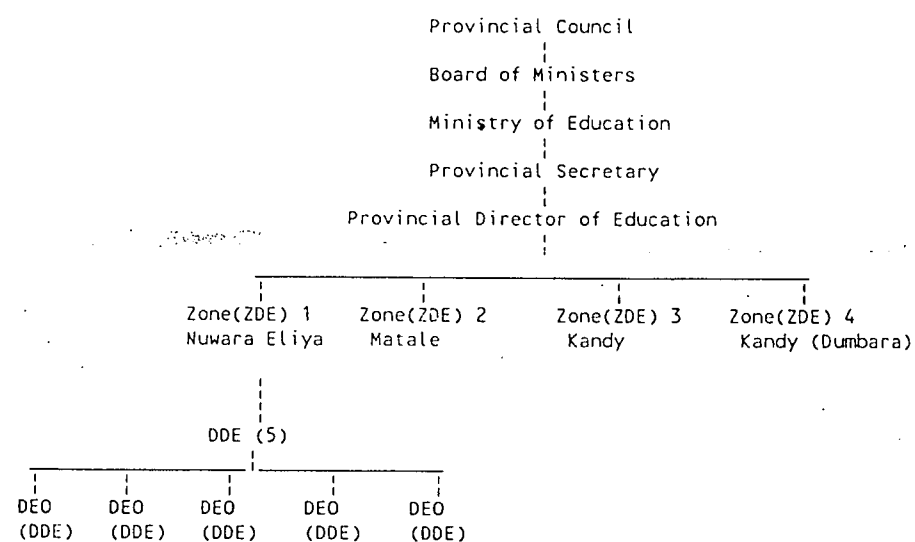 Provincial Council
Board of Ministers
Ministry of Education
Provincial Secretary
Provincial Director of Education
Zone(ZDE) 1 Zone(ZDE) 2 Zone(ZDE) 3 Zone(ZDE) 4
Nuwara Eliya Matale Kandy Kandy (Dumbara)
DDE (5)
DEO DEO DEO DEO DEO
(DDE) (DDE) (DDE) (DDE) (DDE)